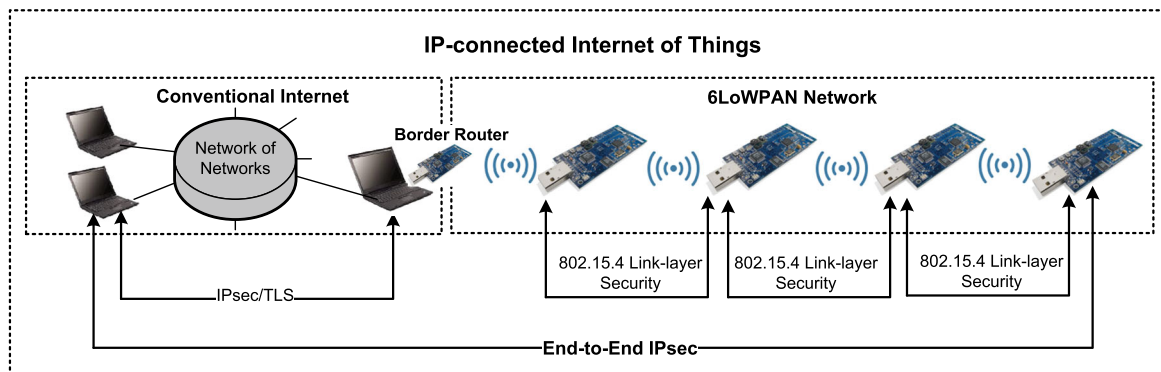 IP-connected Internet of Things
Conventional Internet
6LoWPAN Network
Border Router
Network of
Networks
802.15.4 Link-layer
Security
802.15.4 Link-layer
Security
802.15.4 Link-layer
Security
IPsec/TLS
End-to-End IPsec